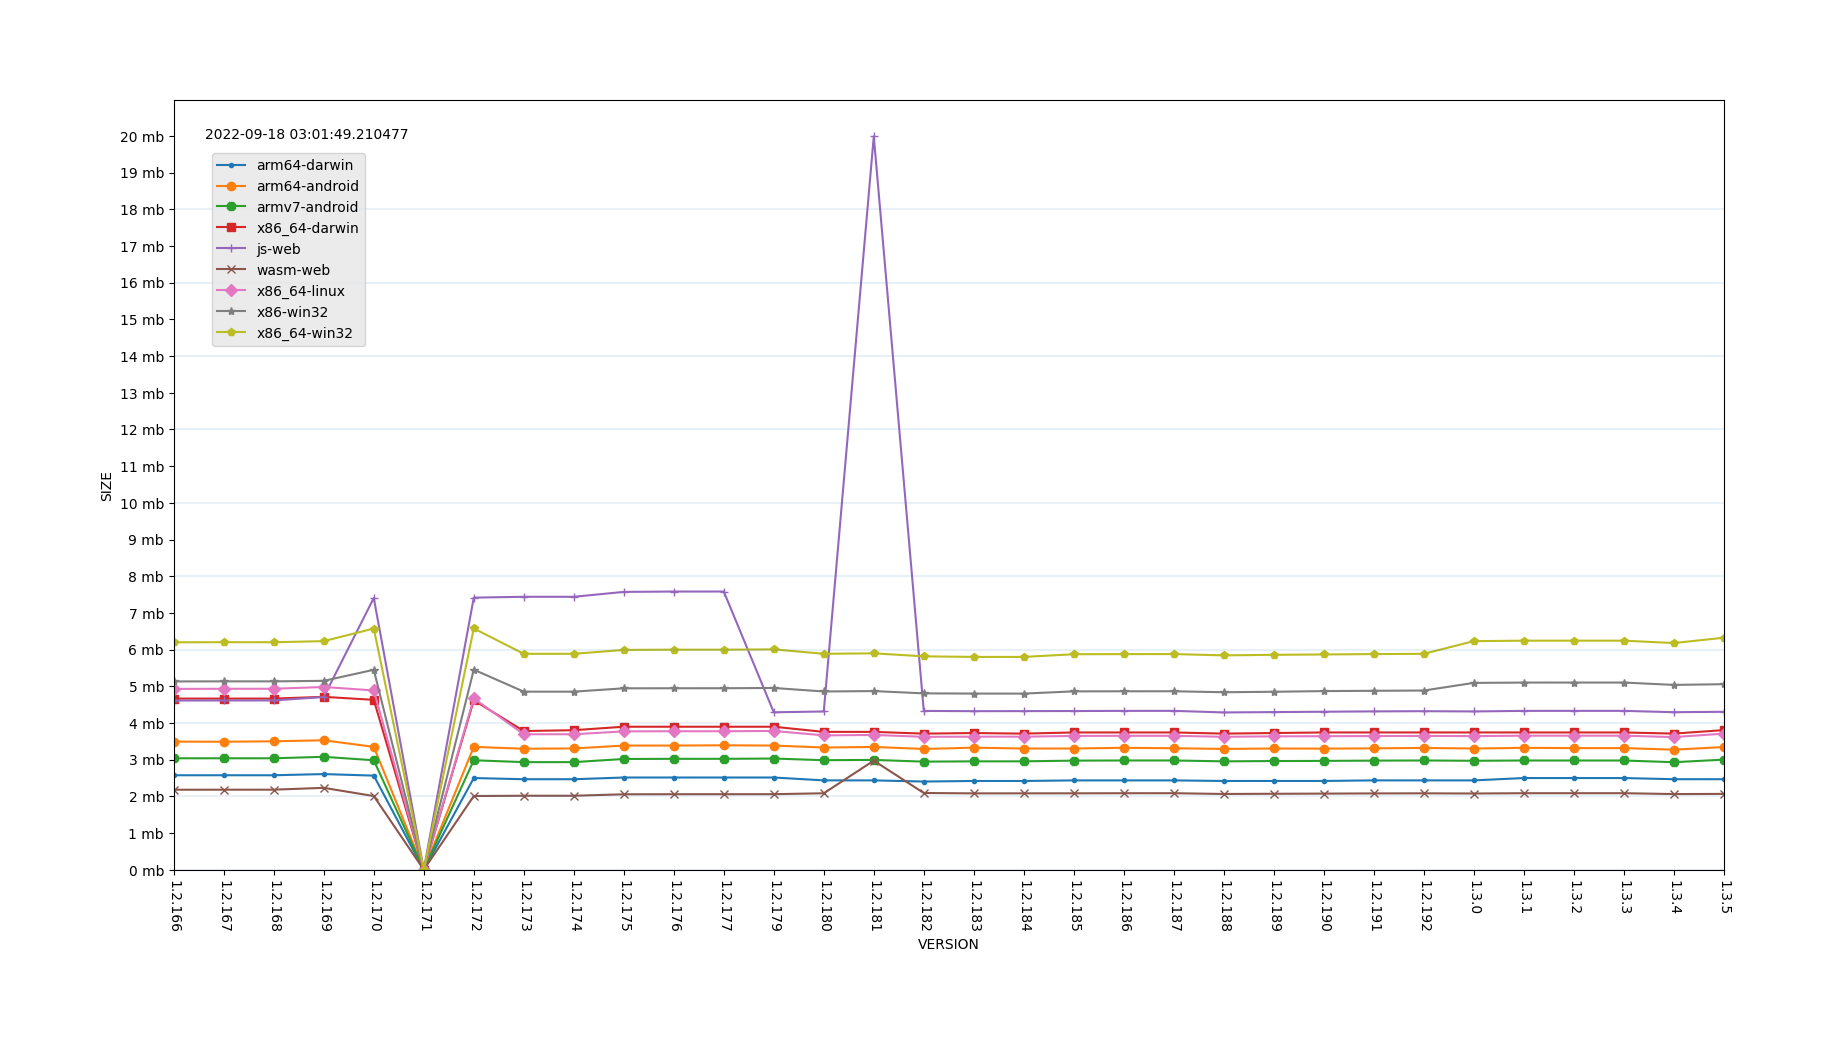 2022-09-18 03:01:49.210477
arm64-darwin
arm64-android
armv7-android
x86_64-darwin
js-web
wasm-web
x86_64-linux
x86-win32
x86_64-win32
20 mb
19 mb
18 mb
17 mb
16 mb
15 mb
14 mb
13 mb
12 mb
11 mb
10 mb
9 mb
8 mb
7 mb
6 mb
5 mb
4 mb
3 mb
2 mb
1 mb
0 mb
SIZE
1.2.166
1.2.167
1.2.168
1.2.169
1.2.170
1.2.171
1.2.172
1.2.173
1.2.174
1.2.175
1.2.176
1.2.177
1.2.179
1.2.180
1.2.181
1.2.182
1.2.183
1.2.184
1.2.185
1.2.186
1.2.187
1.2.188
1.2.189
1.2.190
1.2.191
1.2.192
1.3.0
1.3.1
1.3.2
1.3.3
1.3.4
1.3.5
VERSION